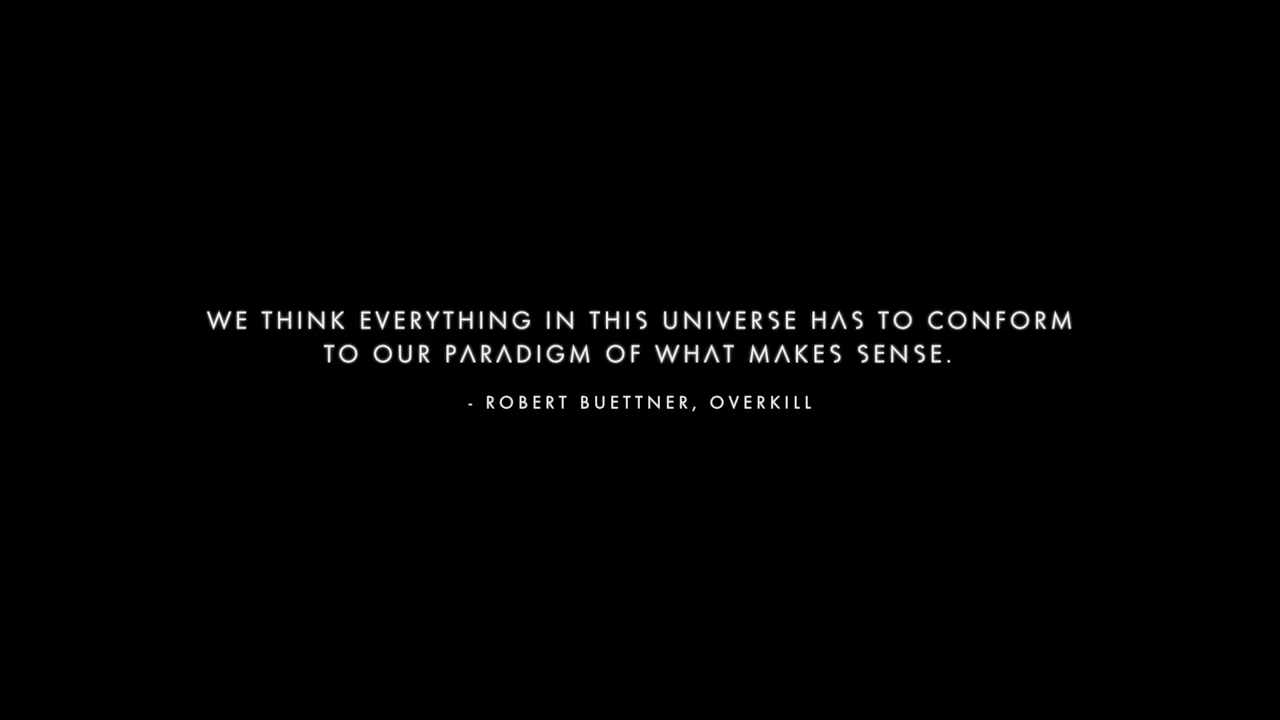 WE THINK EVERYTHING IN THIS UNIVERSE HAS TO CONFORM
TO OUR PARADIGM OF WHAT MAKES SENSE.
- ROBERT BUETTNER, OVERKILL